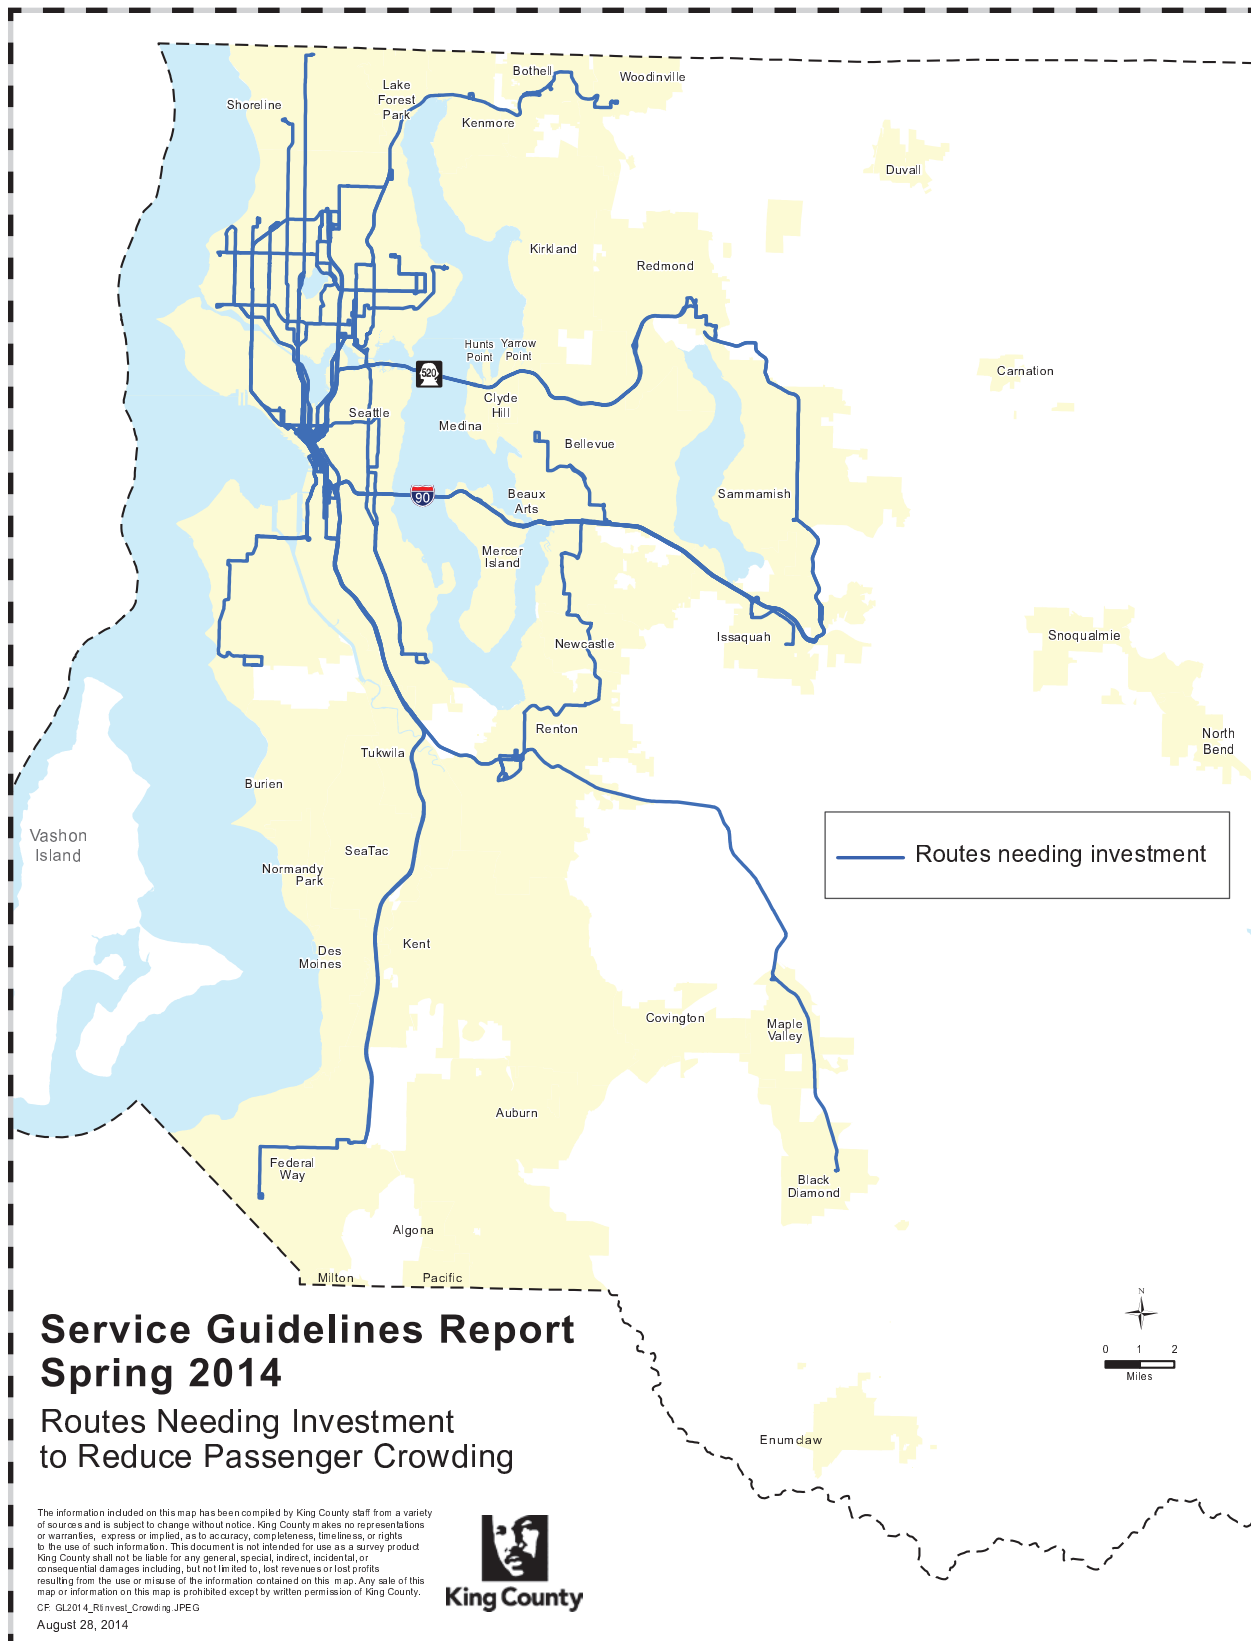 Bothell
Woodinville
Lake
Forest
Park
Shoreline
Kenmore
Duvall
Kirkland
Redmond
Hunts
Point
Yarrow
Point
520
Carnation
Clyde
Hill
Seattle
Medina
Bellevue
90
Beaux
Arts
Sammamish
Mercer
Island
Newcastle
Issaquah
Snoqualmie
Renton
North
Bend
Tukwila
Burien
Vashon
Island
SeaTac
Routes needing investment
Normandy
Park
Kent
Des
Moines
Covington
Maple
Valley
Auburn
Federal
Way
Black
Diamond
Algona
Milton
Pacific
N
0 1 2
Miles
Service Guidelines Report
Spring 2014
Routes Needing Investment
to Reduce Passenger Crowding
Enumclaw
The information included on this map has been compiled by King County staff from a variety
of sources and is subject to change without notice. King County makes no representations
or warranties, express or implied, as to accuracy, completeness, timeliness, or rights
to the use of such information. This document is not intended for use as a survey product
King County shall not be liable for any general, special, indirect, incidental, or
consequential damages including, but not limited to, lost revenues or lost profits
resulting from the use or misuse of the information contained on this map. Any sale of this
map or information on this map is prohibited except by written permission of King County.
CF: GL2014_RtInvest_Crowding.JPEG
August 28, 2014
King County